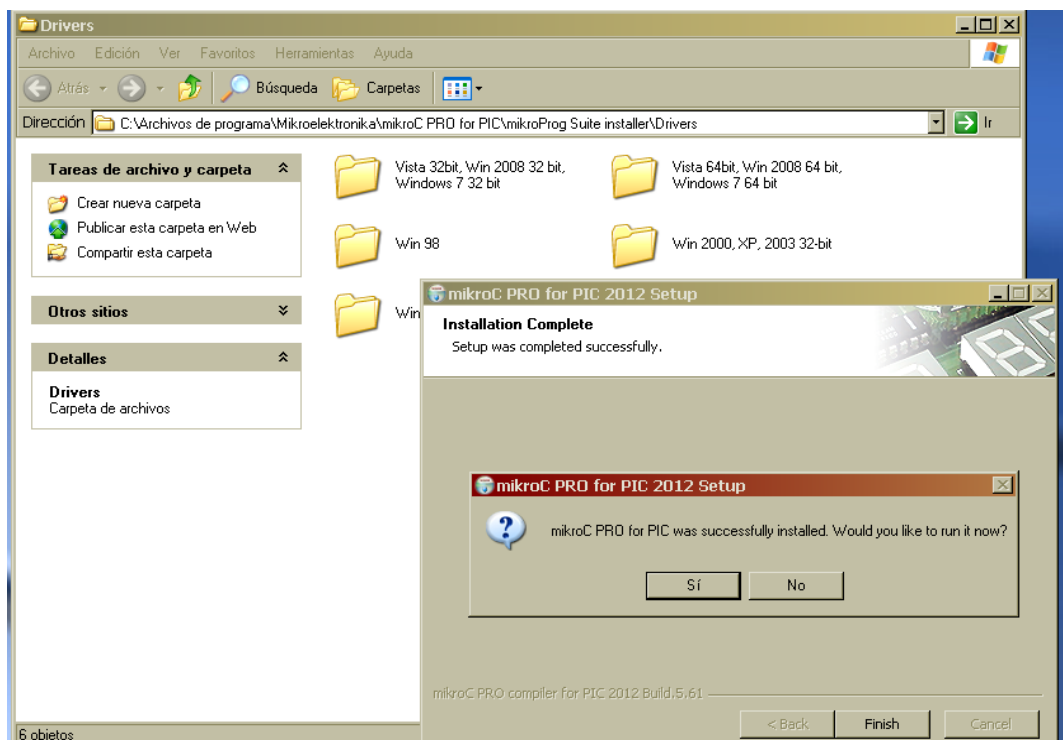 Drivers
Archivo Edición Ver Favoritos Herramientas Ayuda
Atrás Búsqueda Carpetas
Dirección C:\Archivos de programa\Mikroelektronika\mikroC PRO for PIC\mikroProg Suite installer\Drivers Ir
Tareas de archivo y carpeta
Crear nueva carpeta
Publicar esta carpeta en Web
Compartir esta carpeta
Otros sitios
Detalles
Drivers
Carpeta de archivos
Vista 32bit, Win 2008 32 bit,
Windows 7 32 bit
Vista 64bit, Win 2008 64 bit,
Windows 7 64 bit
Win 98
Win 2000, XP, 2003 32-bit
Win
6 objetos
mikroC PRO for PIC 2012 Setup
Installation Complete
Setup was completed successfully.
mikroC PRO for PIC 2012 Setup
mikroC PRO for PIC was successfully installed. Would you like to run it now?
Sí No
mikroC PRO compiler for PIC 2012 Build.5.61
< Back Finish Cancel